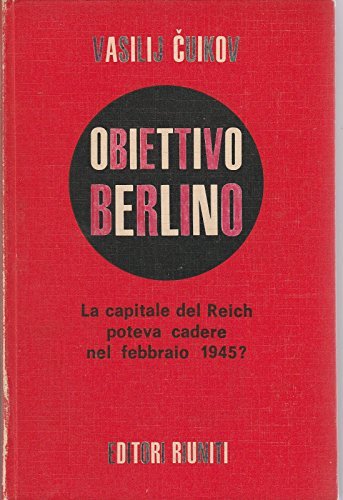 VASILIJ ČUIKOV
OBIETTIVO
BERLINO
La capitale del Reich
poteva cadere
nel febbraio 1945?
EDITORI RIUNITI